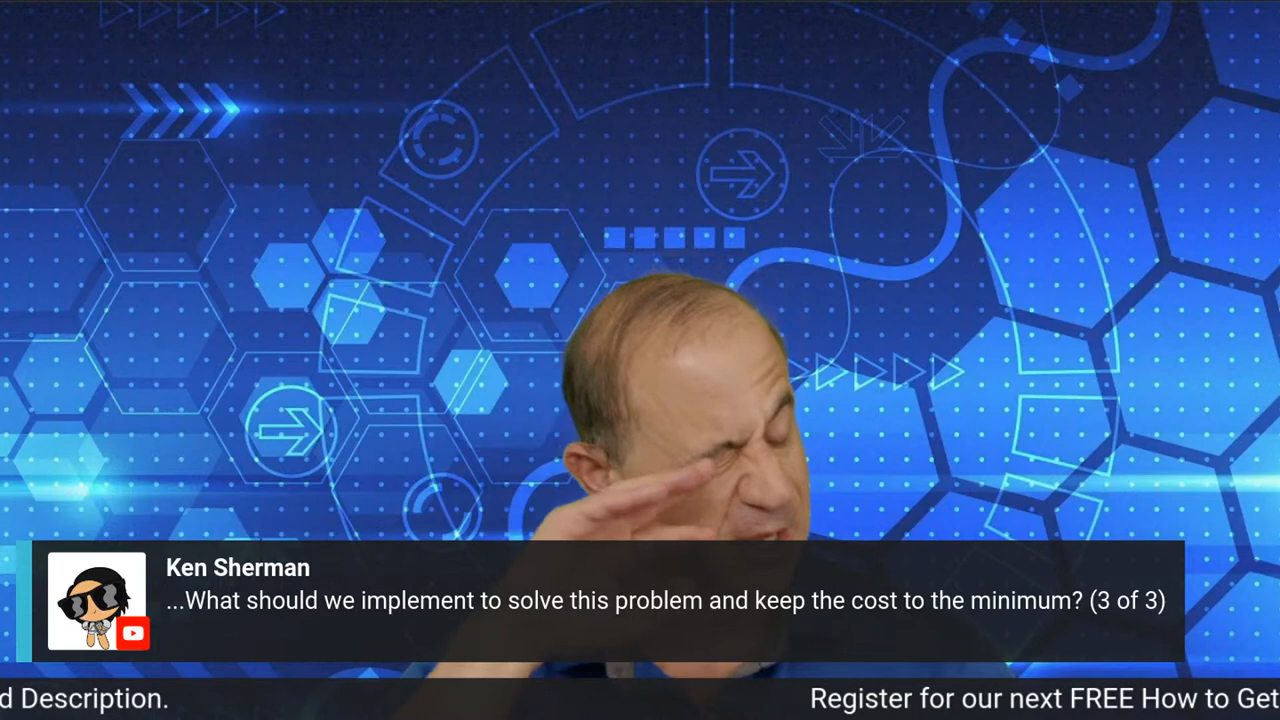 Ken Sherman
...What should we implement to solve this problem and keep the cost to the minimum? (3 of 3)
d Description.
Register for our next FREE How to Get